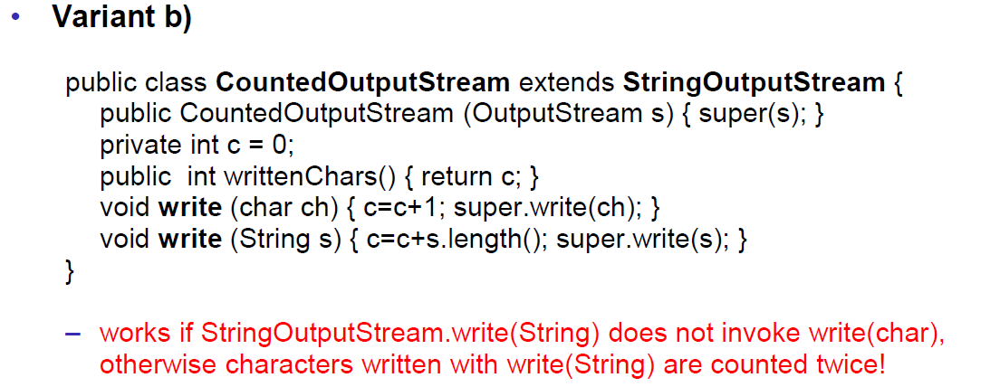 • Variant b)
public class CountedOutputStream extends StringOutputStream {
public CountedOutputStream (OutputStream s) { super(s); }
private int c = 0;
public  int writtenChars() { return c; }
void write (char ch) { c=c+1; super.write(ch); }
void write (String s) { c=c+s.length(); super.write(s); }
}
– works if StringOutputStream.write(String) does not invoke write(char),
otherwise characters written with write(String) are counted twice!